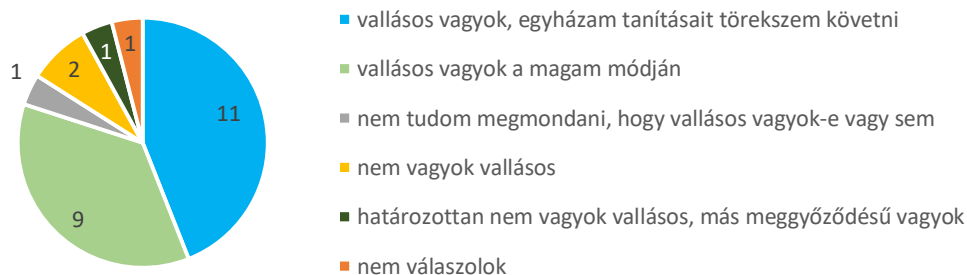 11
9
1
2
1
1
vallásos vagyok, egyházam tanításait törekszem követni
vallásos vagyok a magam módján
nem tudom megmondani, hogy vallásos vagyok-e vagy sem
nem vagyok vallásos
határozottan nem vagyok vallásos, más meggyőződésű vagyok
nem válaszolok